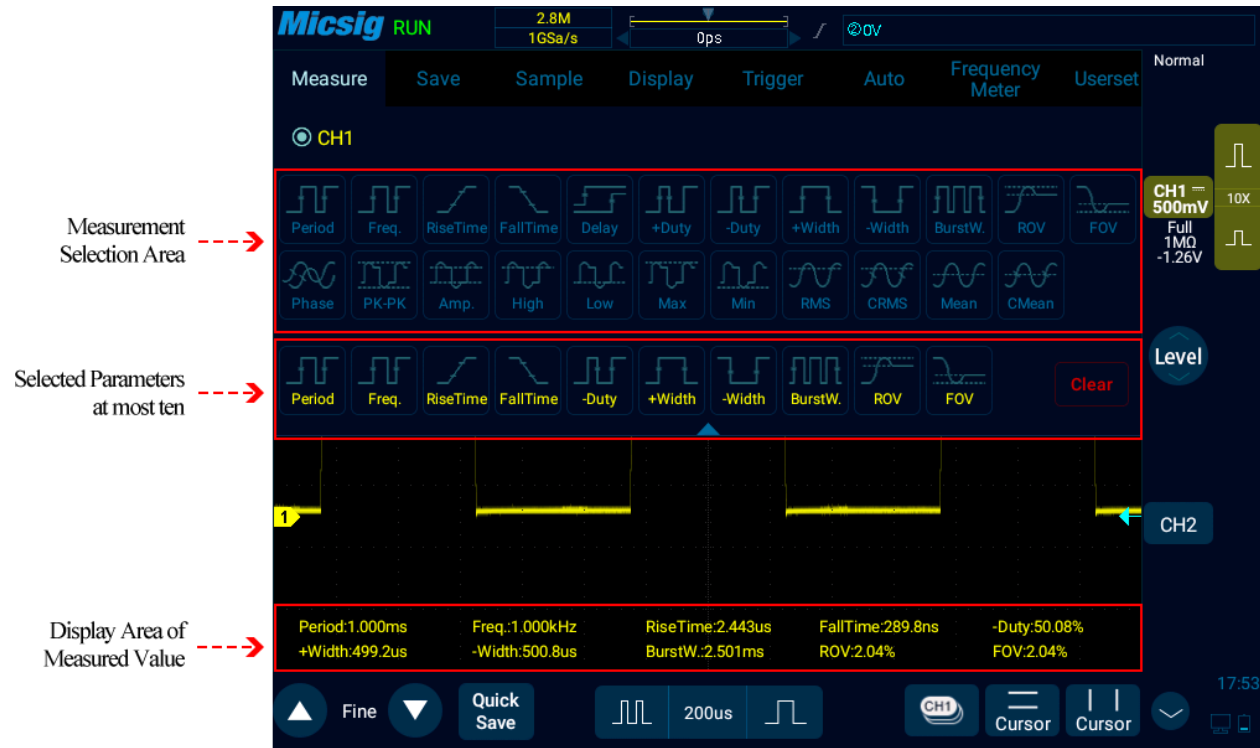 Micsig RUN 2.8M 1GSa/s 0ps ②0V
Measure Save Sample Display Trigger Auto Frequency Meter Userset
Normal
CH1
Measurement
Selection Area
Period Freq. RiseTime FallTime Delay +Duty -Duty +Width -Width BurstW. ROV FOV
Phase PK-PK Amp. High Low Max Min RMS CRMS Mean CMean
CH1
500mV
10X
Full
1MΩ
-1.26V
Level
Selected Parameters
at most ten
Period Freq. RiseTime FallTime -Duty +Width -Width BurstW. ROV FOV
Clear
1
CH2
Display Area of
Measured Value
Period:1.000ms Freq.:1.000kHz RiseTime:2.443us FallTime:289.8ns -Duty:50.08%
+Width:499.2us -Width:500.8us BurstW.:2.501ms ROV:2.04% FOV:2.04%
17:53
Fine
Quick
Save
200us
CH1
Cursor
Cursor